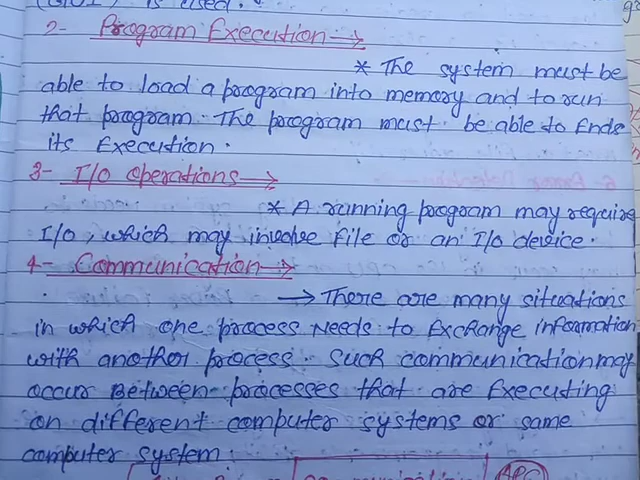 (GUI) is used.
2- Program Execution →
* The system must be
able to load a program into memory and to run
that program. The program must be able to Ende
its Execution.
3- I/O Operations →
* A running program may require
I/O, which may involve File or an I/O device.
4- Communication →
→ There are many situations
in which one process Needs to Exchange information
with another process. Such communication may
occur Between processes that are Executing
on different computer systems or same
computer system.